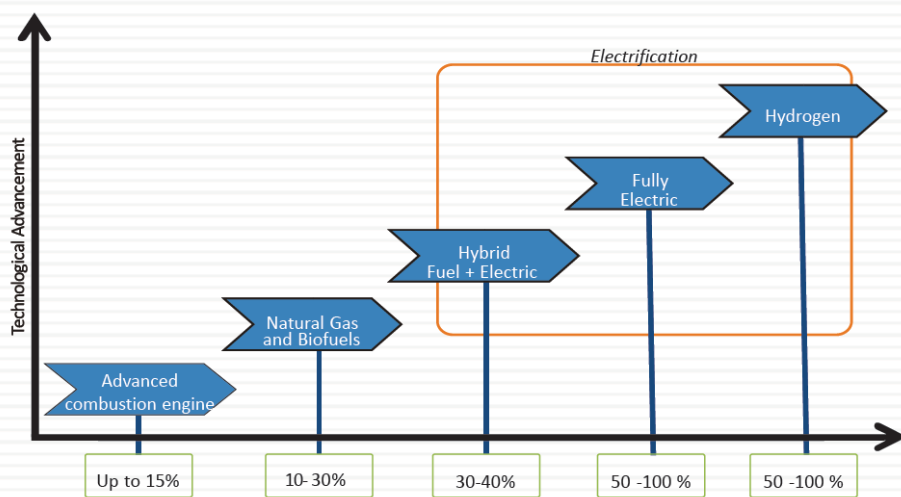 Electrification
Hydrogen
Fully
Electric
Hybrid
Fuel + Electric
Natural Gas
and Biofuels
Advanced
combustion engine
Technological Advancement
Up to 15%
10- 30%
30-40%
50 -100 %
50 -100 %